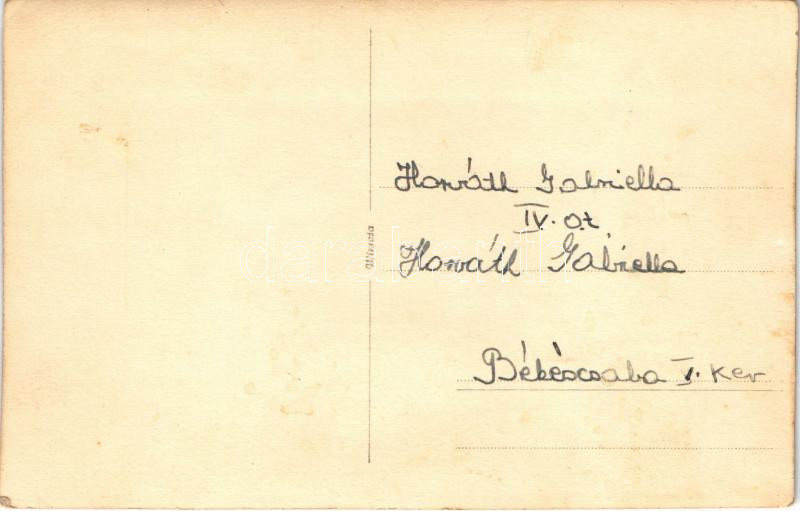 Horváth Gabriella
IV. o.t.
Horváth Gabriella
Békéscsaba I. Ker